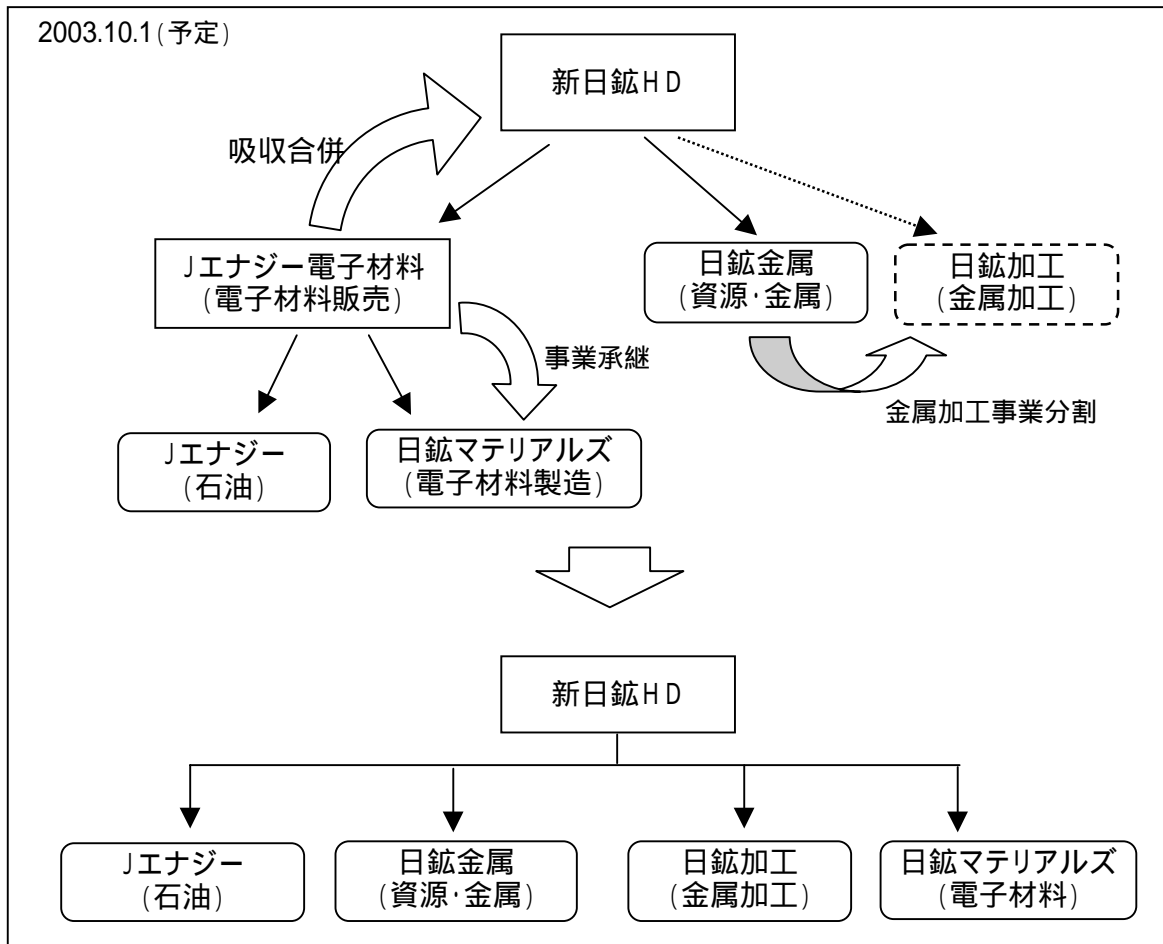 2003.10.1(予定)
新日鉱HD
吸収合併
Jエナジー電子材料
(電子材料販売)
日鉱金属
(資源・金属)
日鉱加工
(金属加工)
事業承継
金属加工事業分割
Jエナジー
(石油)
日鉱マテリアルズ
(電子材料製造)
新日鉱HD
Jエナジー
(石油)
日鉱金属
(資源・金属)
日鉱加工
(金属加工)
日鉱マテリアルズ
(電子材料)